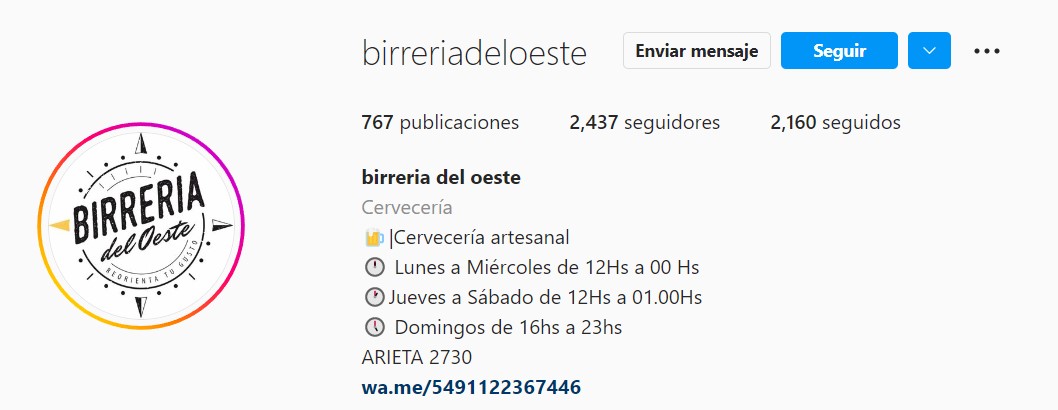 birreriadeloeste Enviar mensaje Seguir
767 publicaciones 2,437 seguidores 2,160 seguidos
BIRRERIA
del Oeste
REORIENTA TU GUSTO
birreria del oeste
Cervecería
🍺|Cervecería artesanal
🕛 Lunes a Miércoles de 12Hs a 00 Hs
🕐Jueves a Sábado de 12Hs a 01.00Hs
🕔 Domingos de 16hs a 23hs
ARIETA 2730
wa.me/5491122367446